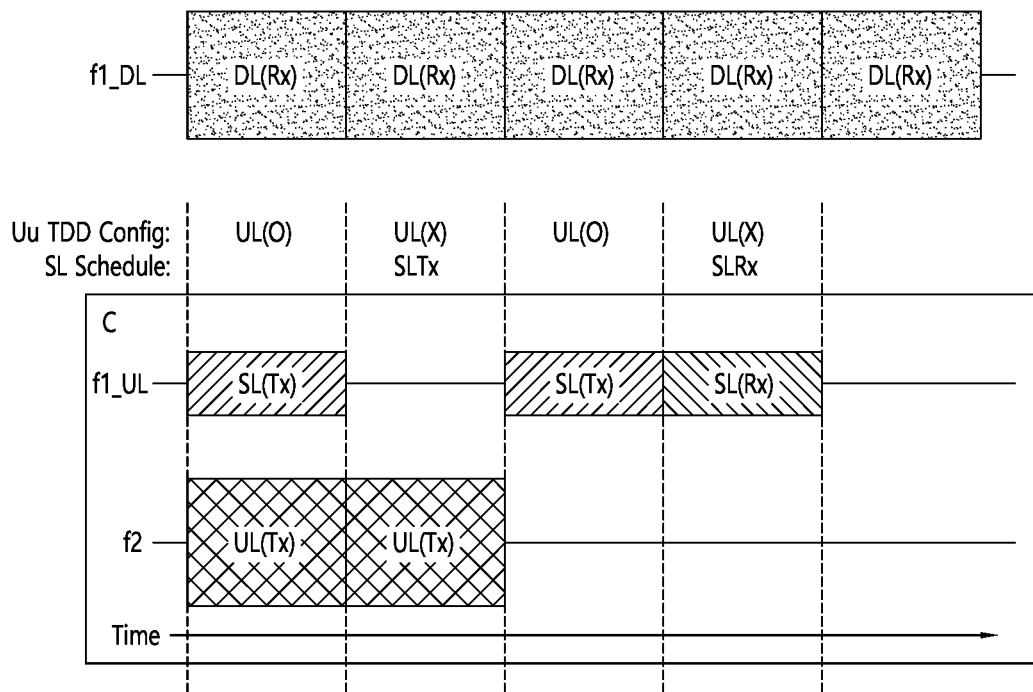 f1_DL DL(Rx) DL(Rx) DL(Rx) DL(Rx) DL(Rx)
Uu TDD Config: UL(O) UL(X) UL(O) UL(X)
SL Schedule: SLTx SLRx
C
f1_UL SL(Tx) SL(Tx) SL(Rx)
f2 UL(Tx) UL(Tx)
Time